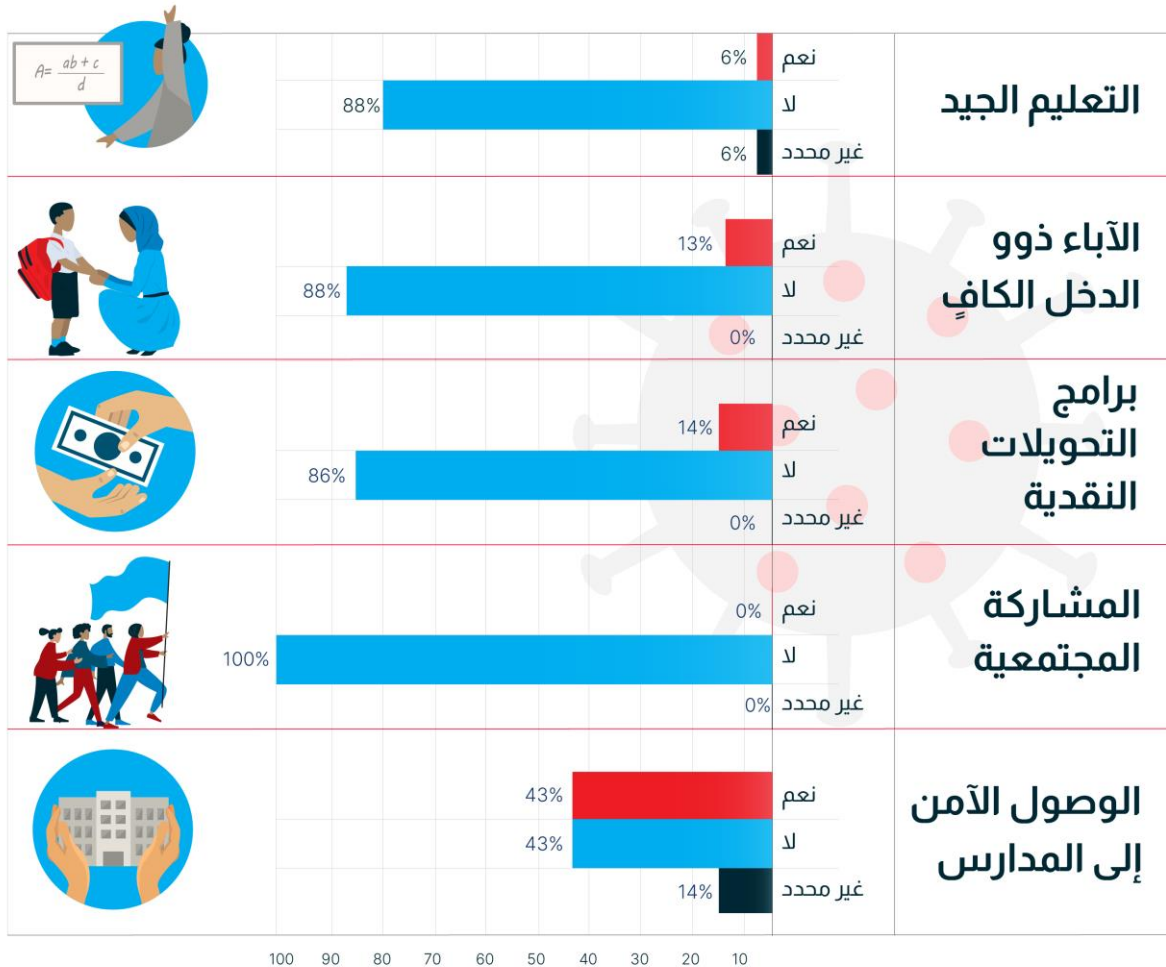 التعليم الجيد
نعم 6%
لا 88%
غير محدد 6%
A= ab + c
d
الآباء ذوو
الدخل الكافٍ
نعم 13%
لا 88%
غير محدد 0%
برامج
التحويلات
النقدية
نعم 14%
لا 86%
غير محدد 0%
المشاركة
المجتمعية
نعم 0%
لا 100%
غير محدد 0%
الوصول الآمن
إلى المدارس
نعم 43%
لا 43%
غير محدد 14%
100 90 80 70 60 50 40 30 20 10